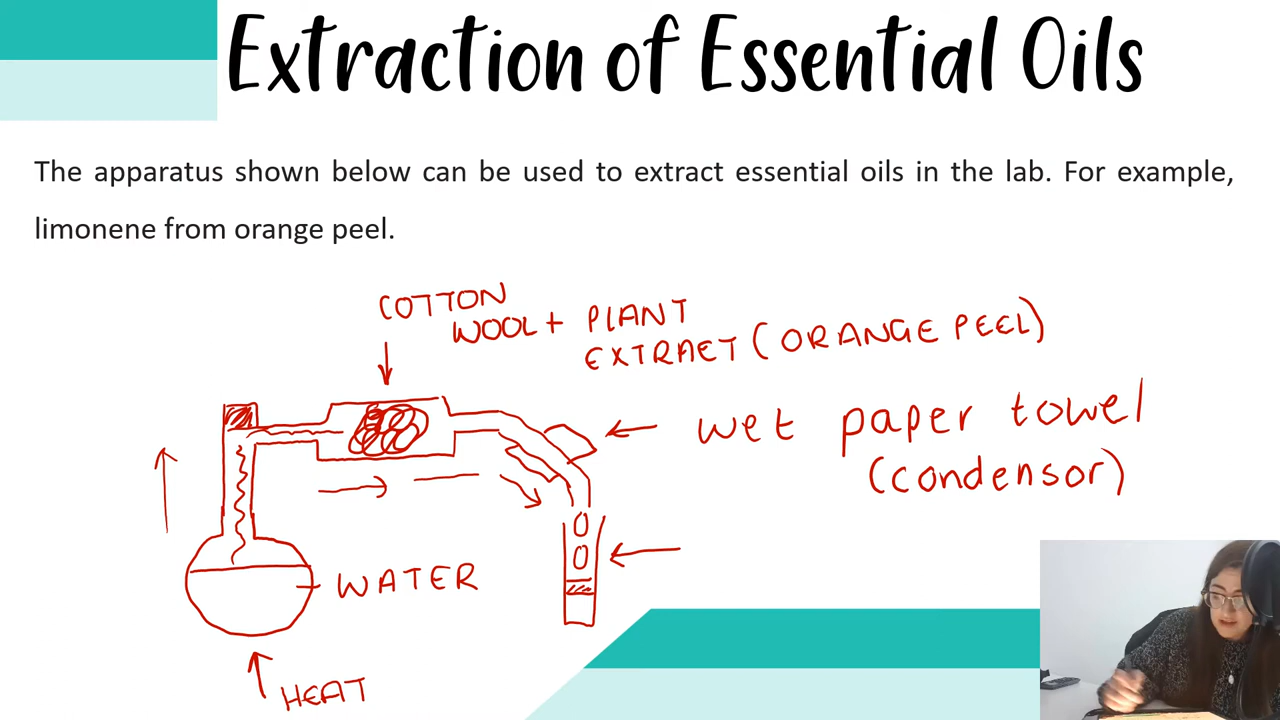 Extraction of Essential Oils
The apparatus shown below can be used to extract essential oils in the lab. For example,
limonene from orange peel.
COTTON
WOOL + PLANT
EXTRACT (ORANGE PEEL)
wet paper towel
(condensor)
WATER
HEAT